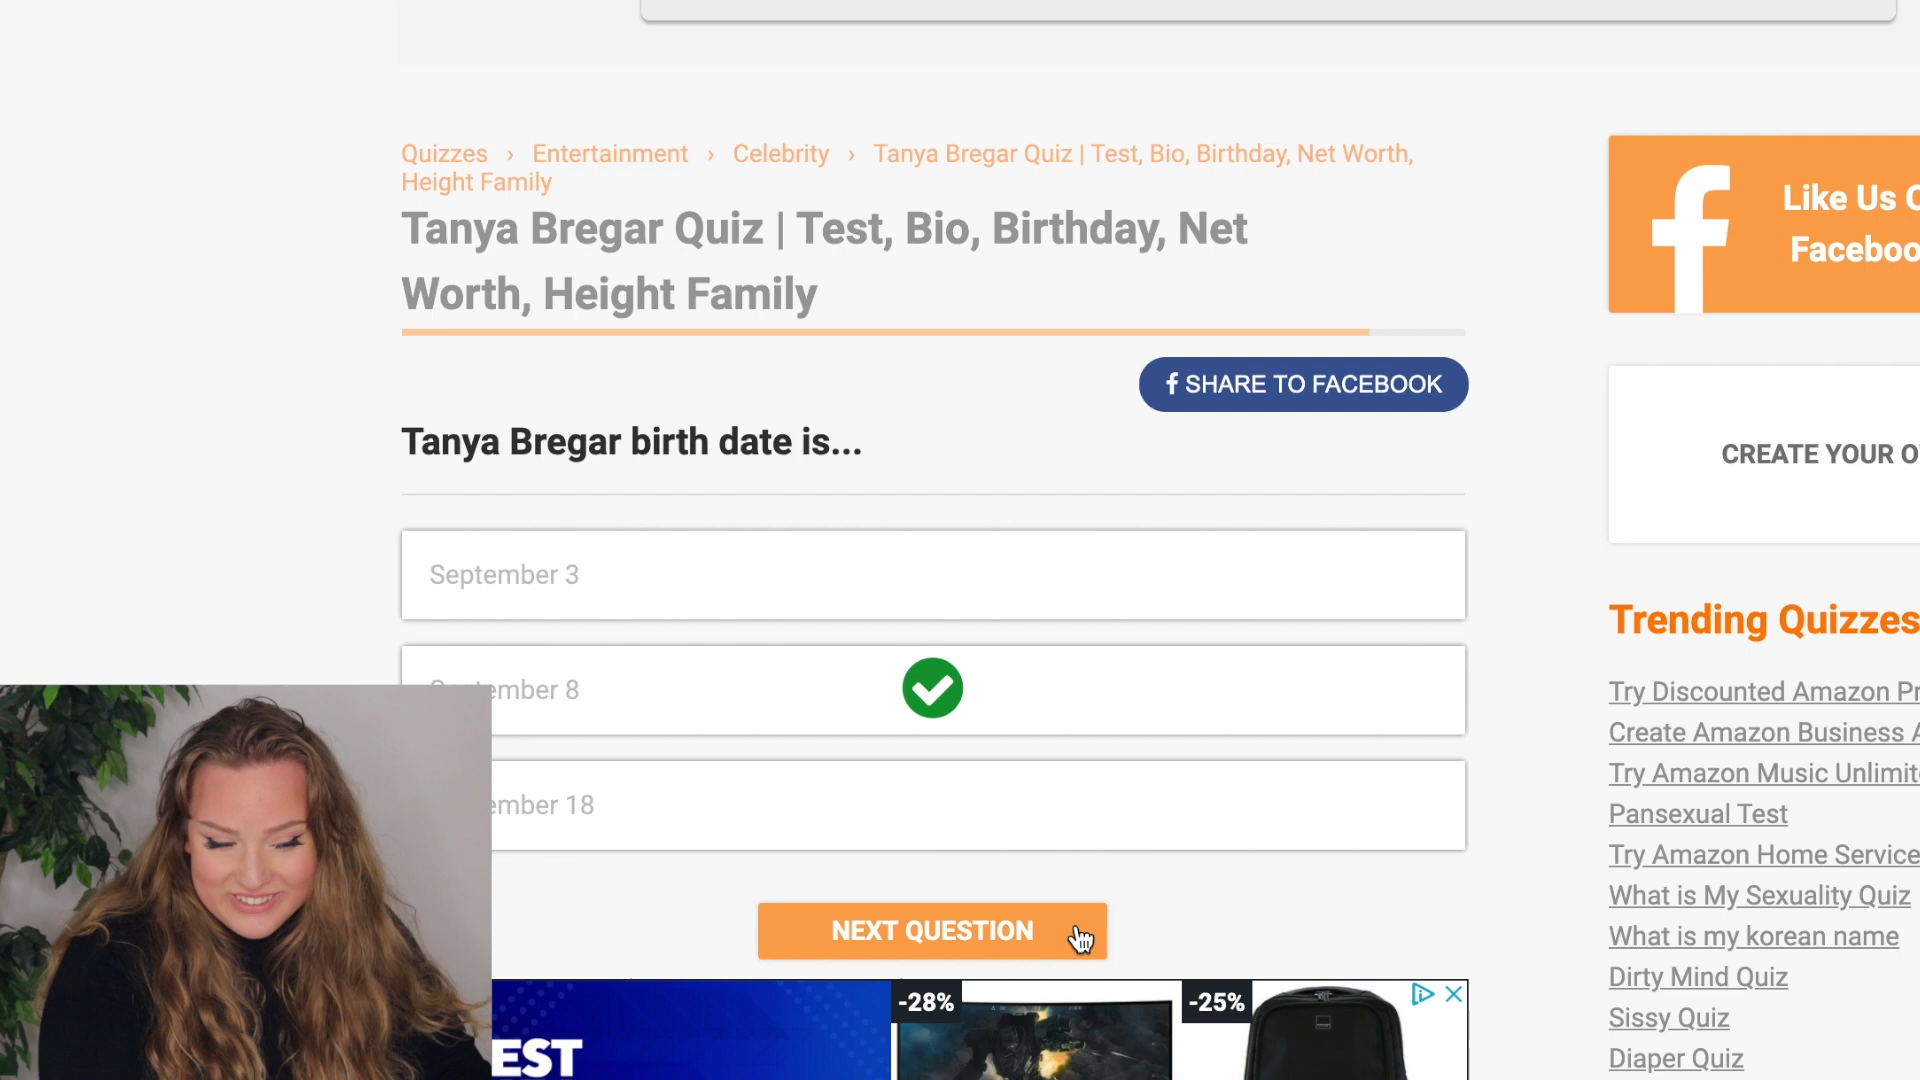 Quizzes › Entertainment › Celebrity › Tanya Bregar Quiz | Test, Bio, Birthday, Net Worth,
Height Family
Tanya Bregar Quiz | Test, Bio, Birthday, Net
Worth, Height Family
f SHARE TO FACEBOOK
Tanya Bregar birth date is...
September 3
ember 8
ember 18
NEXT QUESTION
EST
-28%
-25%
Like Us
Faceboo
CREATE YOUR
Trending Quizzes
Try Discounted Amazon Pr
Create Amazon Business
Try Amazon Music Unlimit
Pansexual Test
Try Amazon Home Service
What is My Sexuality Quiz
What is my korean name
Dirty Mind Quiz
Sissy Quiz
Diaper Quiz